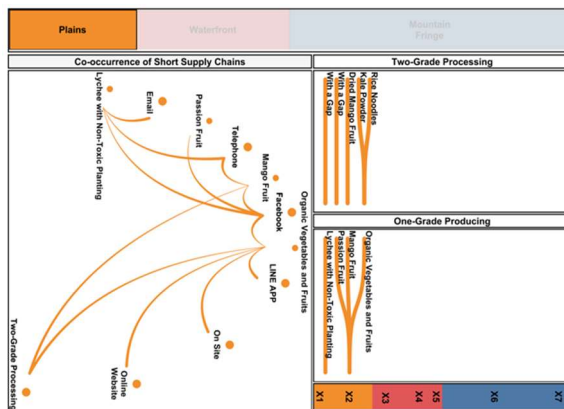 Plains
Waterfront
Mountain
Fringe
Co-occurrence of Short Supply Chains
Lychee with Non-Toxic Planting
Email
Passion Fruit
Telephone
Mango Fruit
Facebook
Organic Vegetables and Fruits
LINE APP
On Site
Online
Website
Two-Grade Processing
Two-Grade Processing
Rice Noodles
Kale Powder
Dried Mango Fruit
With a Gap
With a Gap
One-Grade Producing
Organic Vegetables and Fruits
Mango Fruit
Passion Fruit
Lychee with Non-Toxic Planting
X1
X2
X3
X4
X5
X6
X7